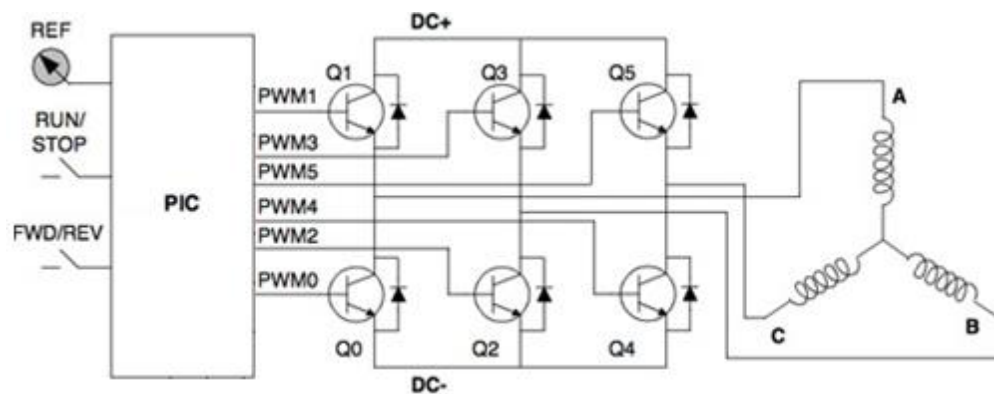 REF
RUN/
STOP
FWD/REV
PIC
PWM1
PWM3
PWM5
PWM4
PWM2
PWM0
DC+
Q1
Q3
Q5
Q0
Q2
Q4
DC-
A
C
B